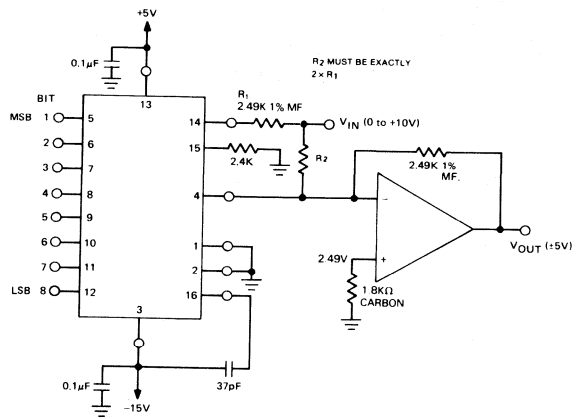 +5V
0.1µF
R2 MUST BE EXACTLY
2 × R1
BIT
13
R1
2.49K 1% MF
MSB 1 5
14
VIN (0 to +10V)
2 6
15
2.4K
R2
2.49K 1%
MF.
3 7
4 8
4
5 9
6 10
1
2.49V
VOUT (±5V)
7 11
2
LSB 8 12
16
1.8KΩ
CARBON
3
0.1µF
37pF
−15V
−
+